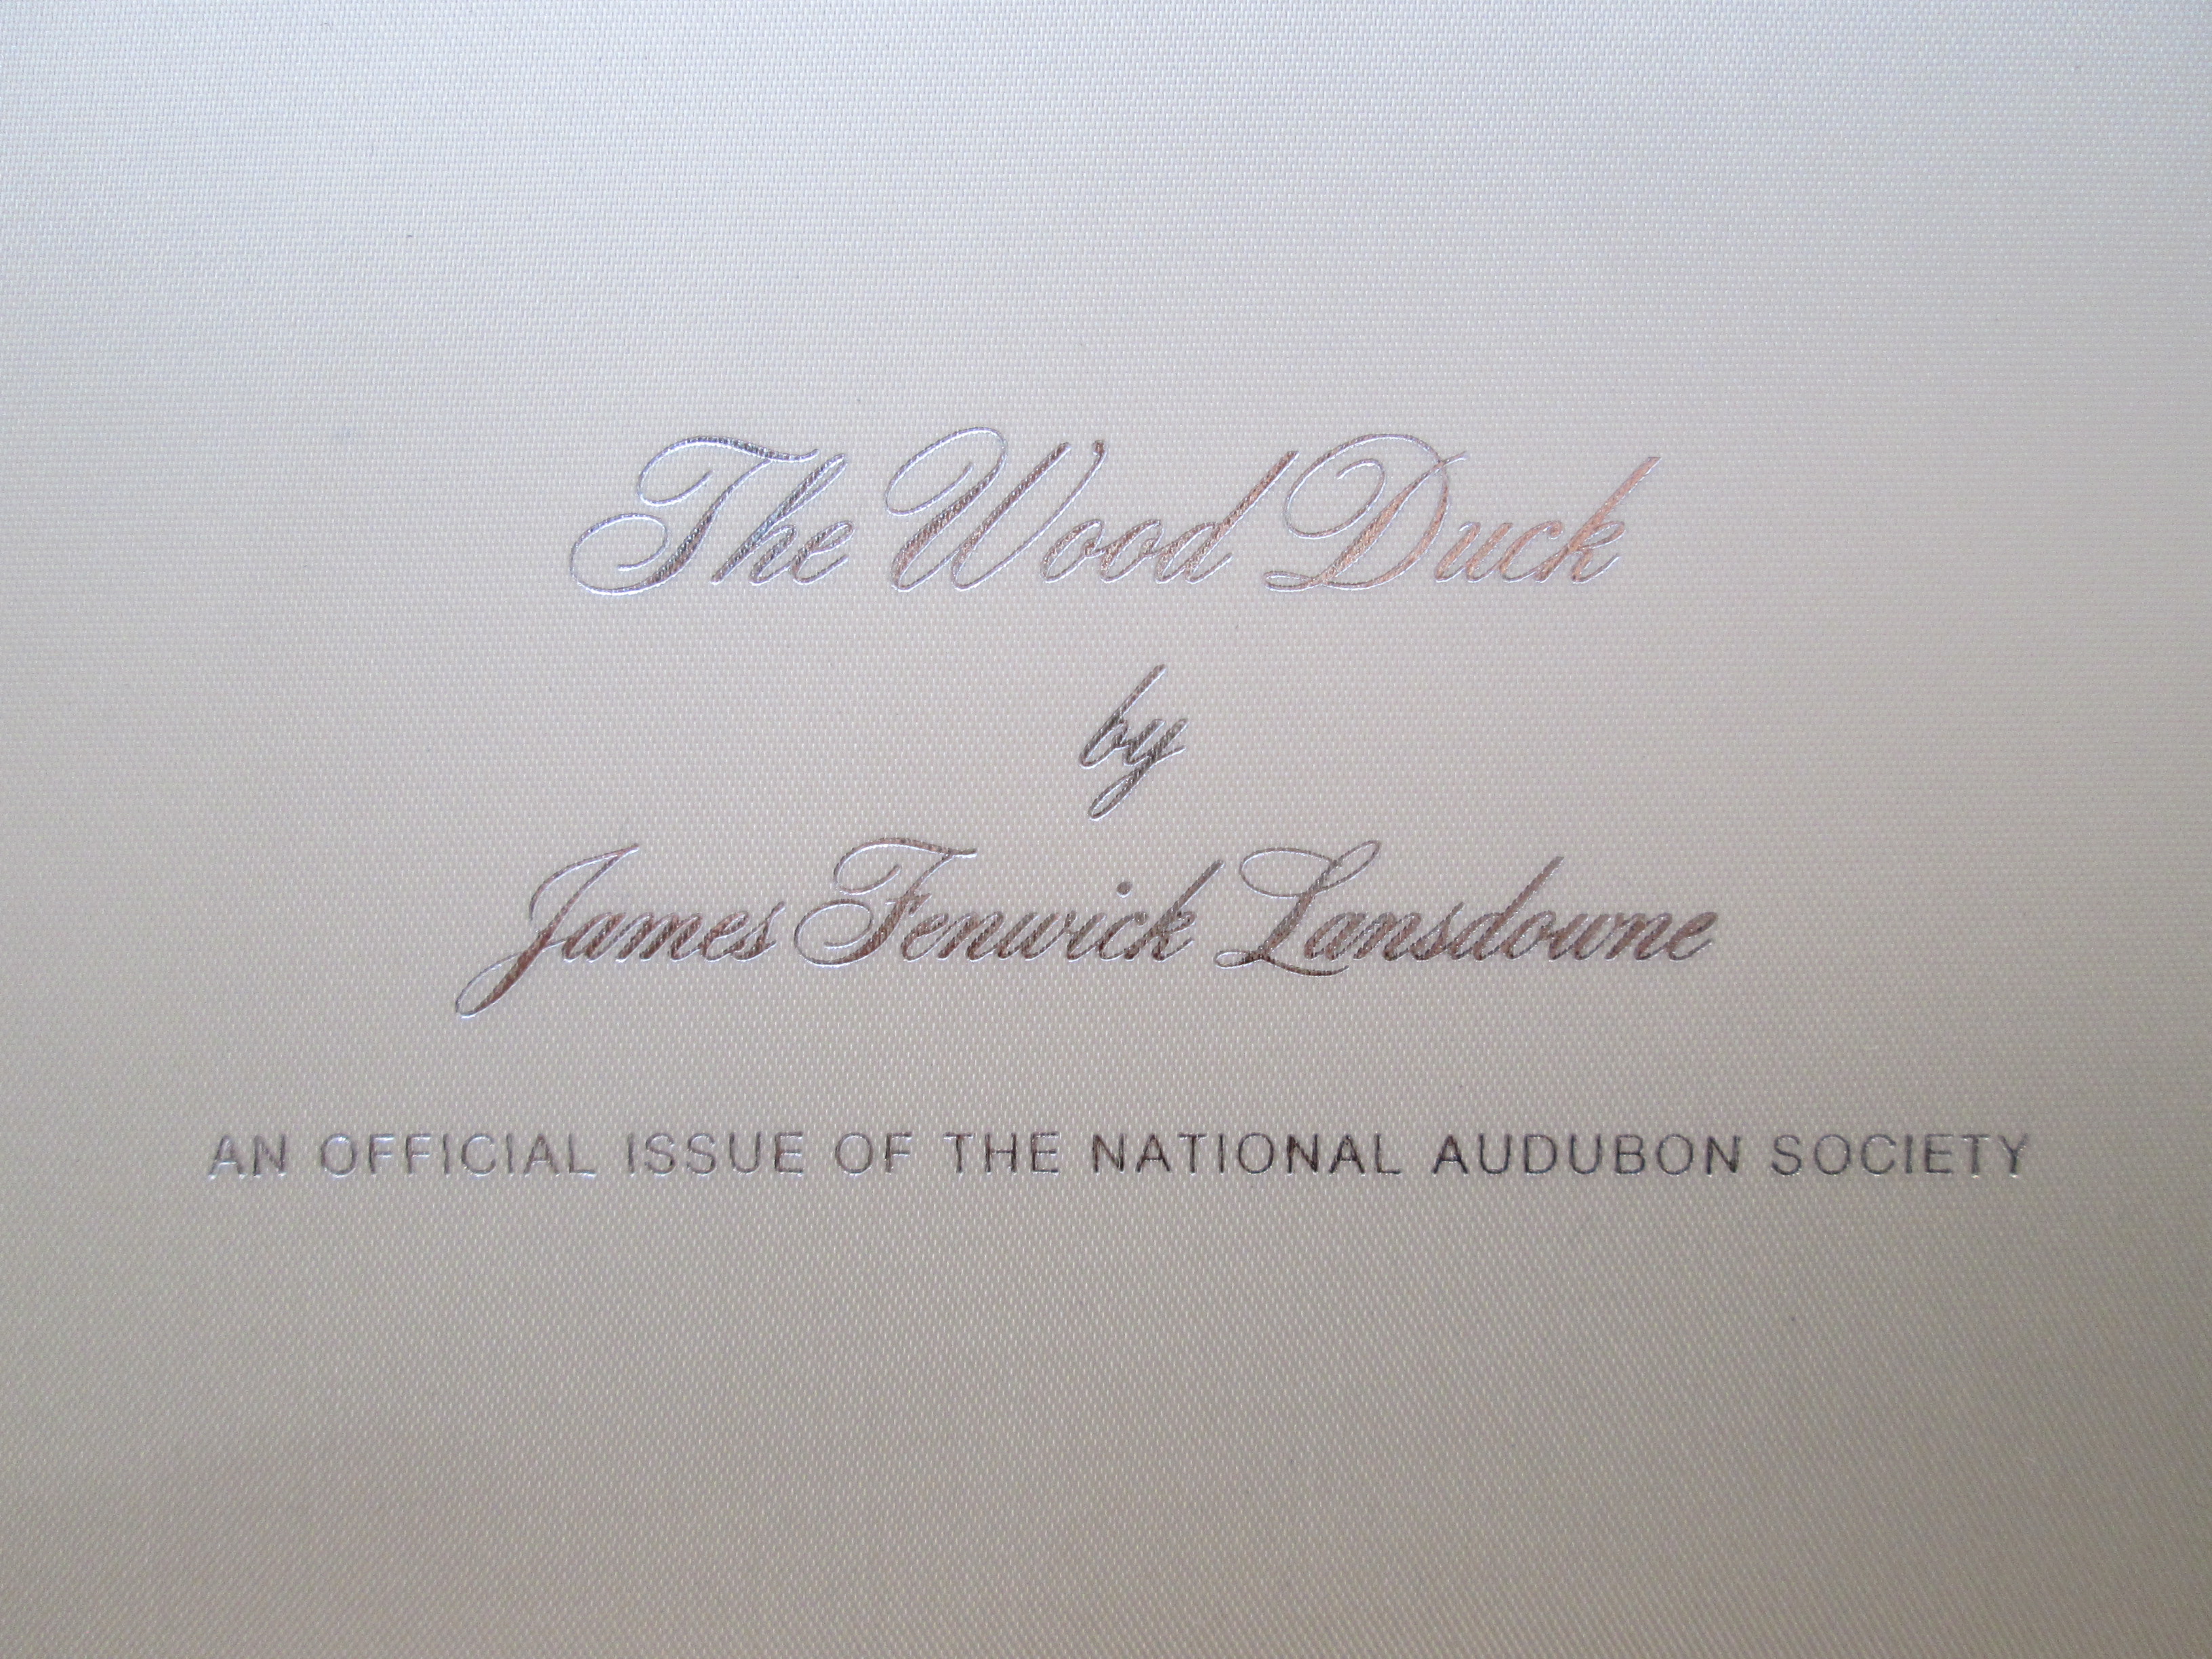 The Wood Duck
by
James Fenwick Lansdowne
AN OFFICIAL ISSUE OF THE NATIONAL AUDUBON SOCIETY